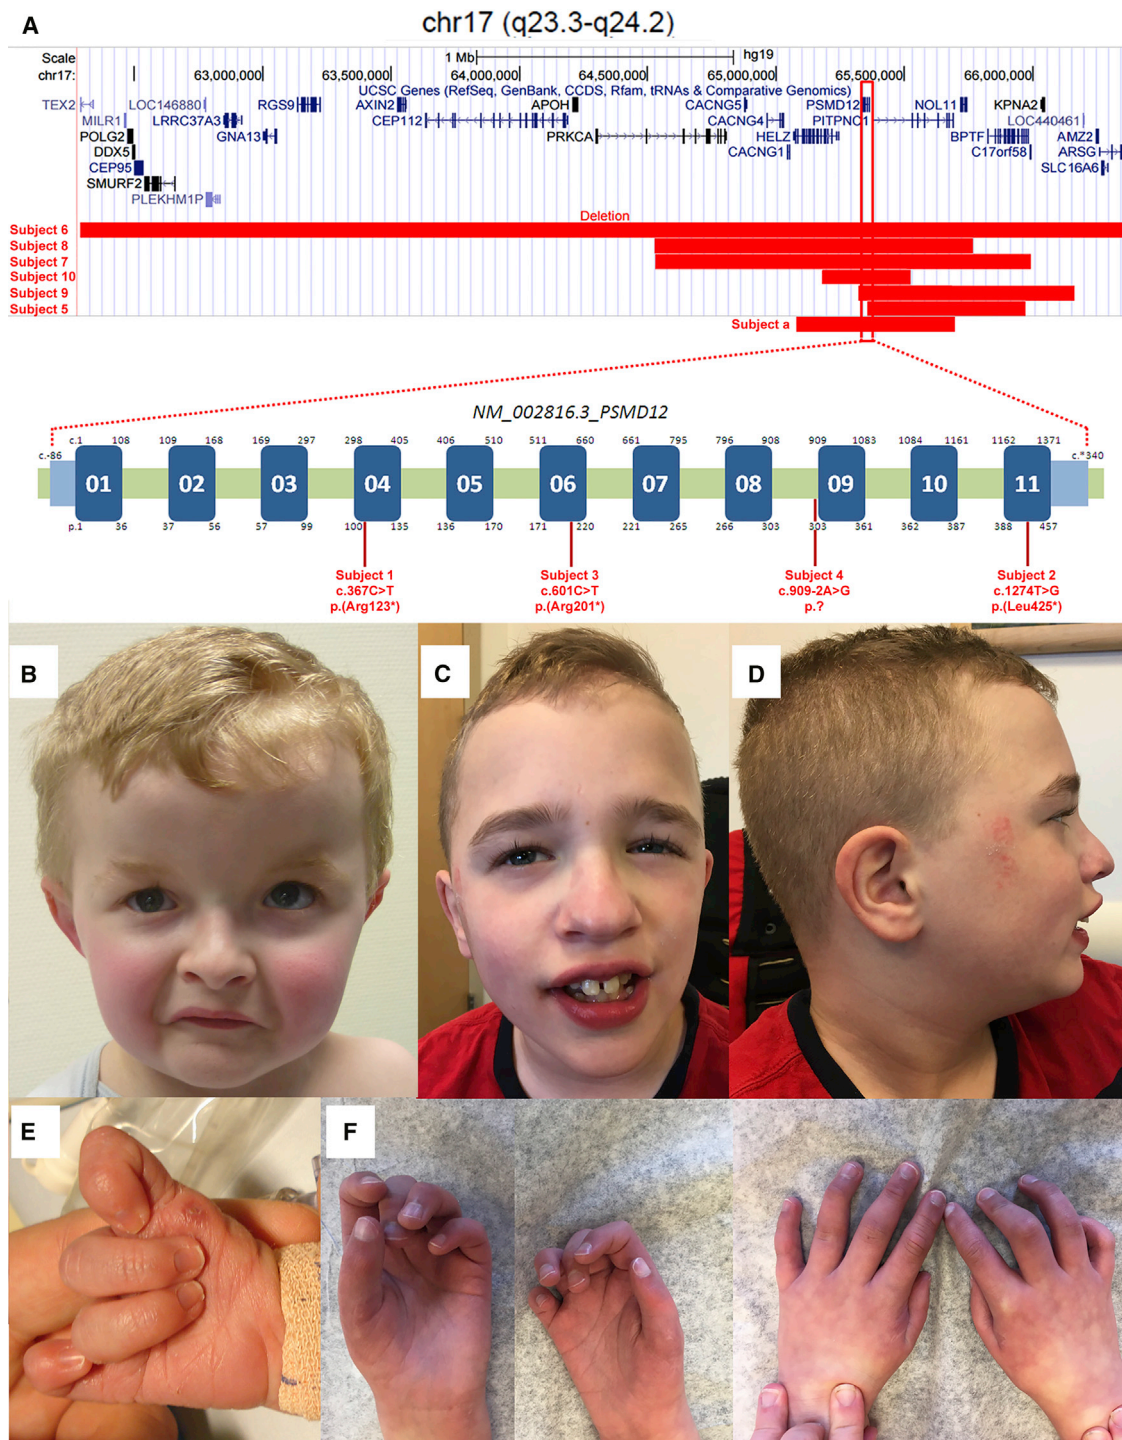 A
chr17 (q23.3-q24.2)
Scale 1 Mb hg19
chr17: 63,000,000 63,500,000 64,000,000 64,500,000 65,000,000 65,500,000 66,000,000
UCSC Genes (RefSeq, GenBank, CCDS, Rfam, tRNAs & Comparative Genomics)
TEX2 LOC146880 RGS9 AXIN2 APOH CACNG5 PSMD12 NOL11 KPNA2
MILR1 LRRC37A3 CEP112 CACNG4 PITPNC1 LOC440461
POLG2 GNA13 PRKCA HELZ BPTF AMZ2
DDX5 CACNG1 C17orf58 ARSG
CEP95 SLC16A6
SMURF2
PLEKHM1P
Deletion
Subject 6
Subject 8
Subject 7
Subject 10
Subject 9
Subject 5
Subject a
NM_002816.3_PSMD12
c.-86 c.1 108 109 168 169 297 298 405 406 510 511 660 661 795 796 908 909 1083 1084 1161 1162 1371 c.*340
01 02 03 04 05 06 07 08 09 10 11
p.1 36 37 56 57 99 100 135 136 170 171 220 221 265 266 303 303 361 362 387 388 457
Subject 1 Subject 3 Subject 4 Subject 2
c.367C>T c.601C>T c.909-2A>G c.1274T>G
p.(Arg123*) p.(Arg201*) p.? p.(Leu425*)
B
C
D
E
F